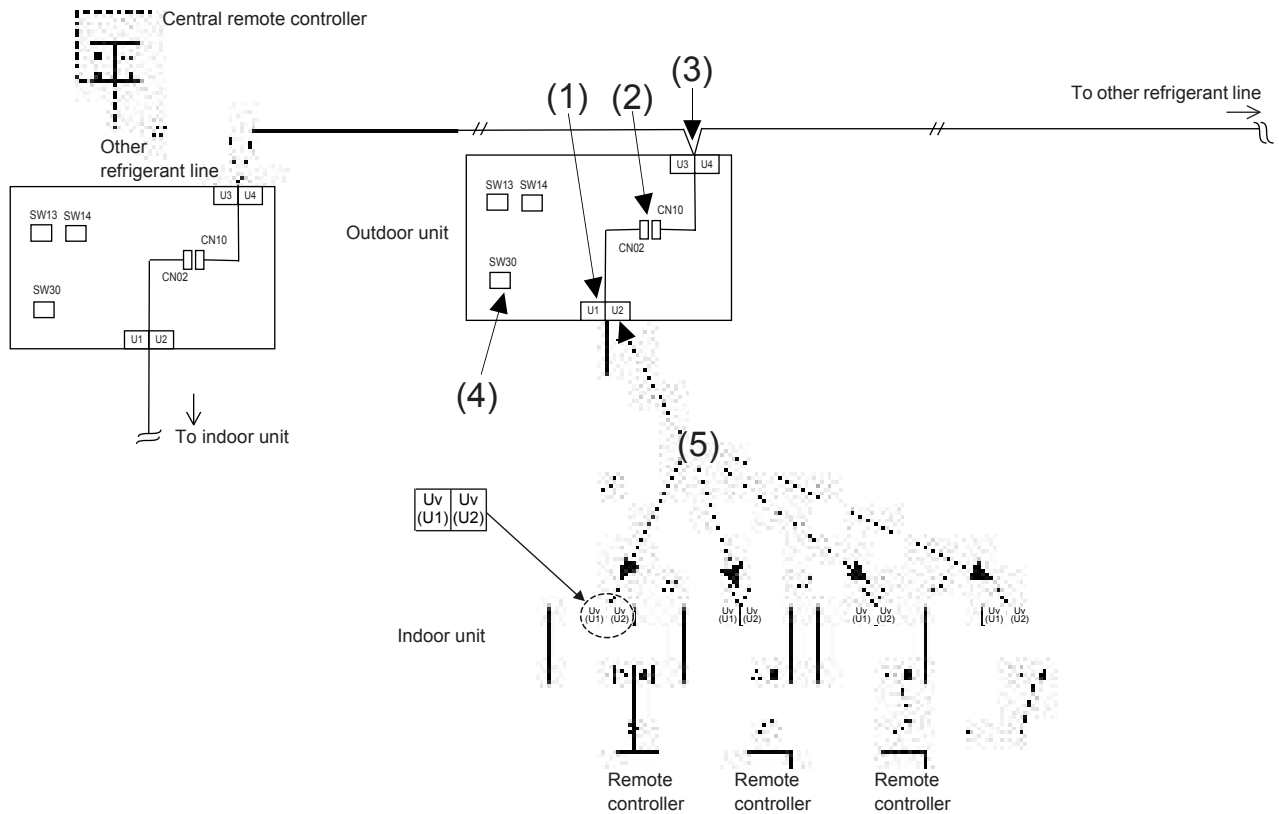 Central remote controller
(3)
(1) (2)
To other refrigerant line
Other
refrigerant line
U3 U4
U3 U4
SW13 SW14
SW13 SW14
CN10
CN10
Outdoor unit
CN02
CN02
SW30
SW30
U1 U2
U1 U2
(4)
To indoor unit
(5)
Uv Uv
(U1) (U2)
Uv Uv
(U1) (U2)
Uv Uv
(U1) (U2)
Uv Uv
(U1) (U2)
Uv Uv
(U1) (U2)
Indoor unit
Remote
controller
Remote
controller
Remote
controller